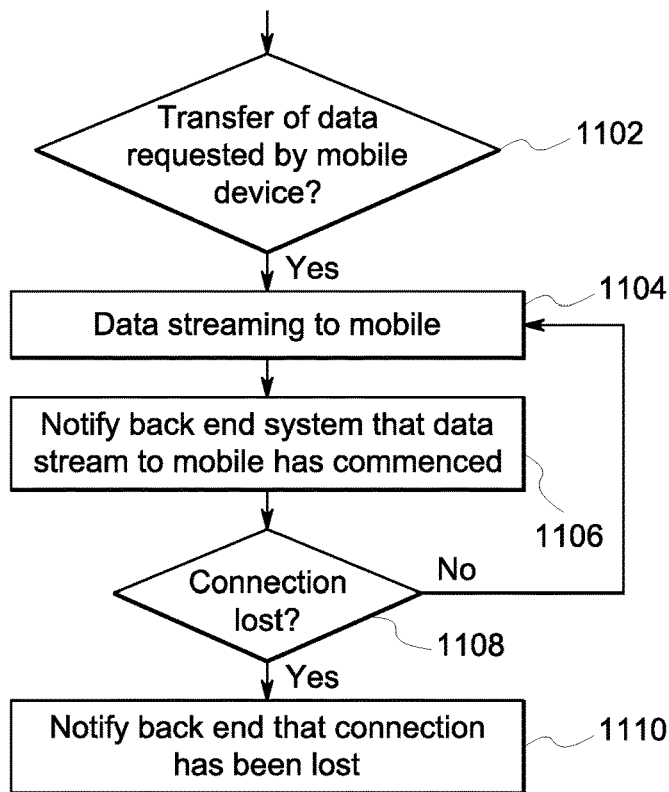 Transfer of data
requested by mobile
device?
1102
Yes
1104
Data streaming to mobile
Notify back end system that data
stream to mobile has commenced
1106
Connection
lost?
No
1108
Yes
Notify back end that connection
has been lost
1110